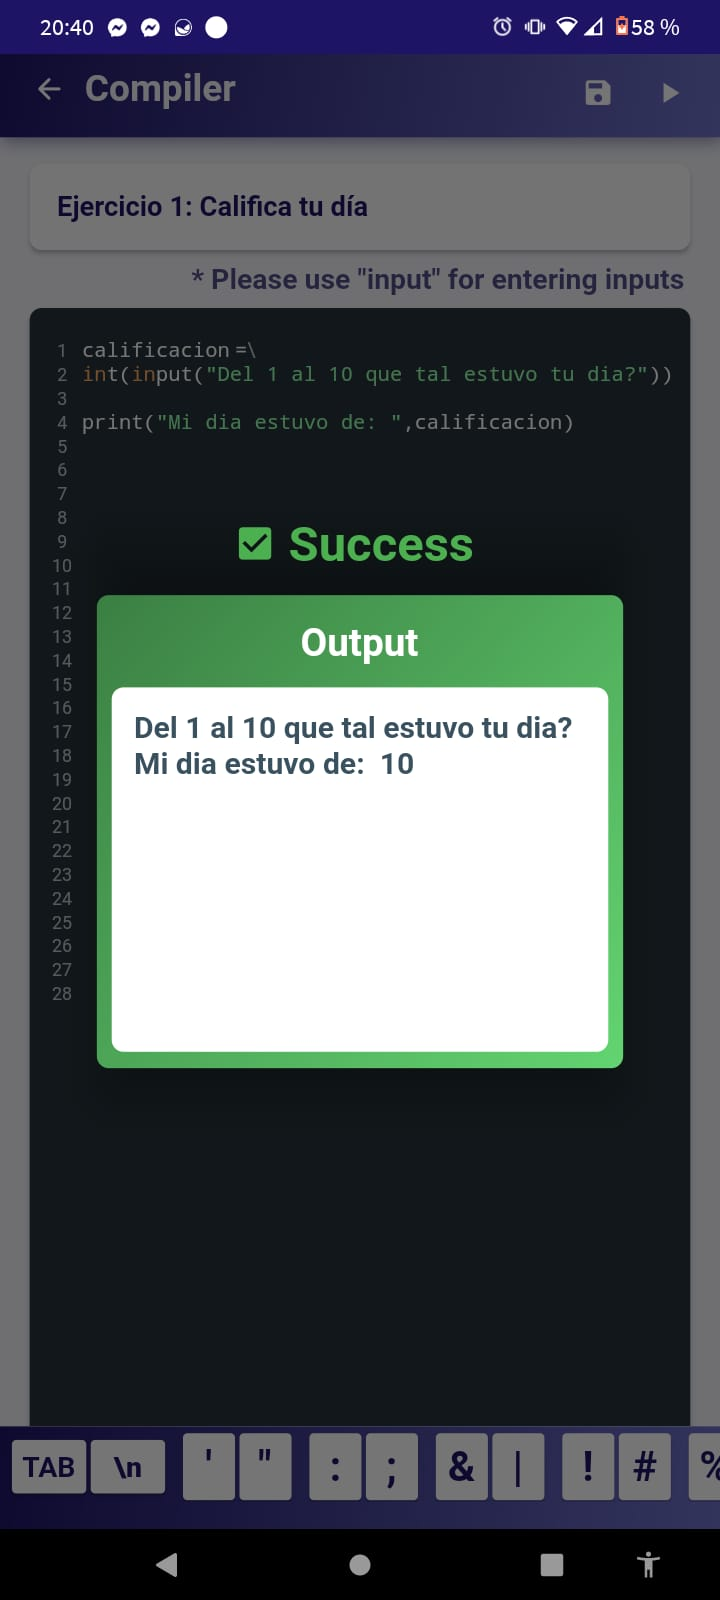 20:40 58 %
Compiler
Ejercicio 1: Califica tu día
* Please use "input" for entering inputs
1 calificacion =\
2 int(input("Del 1 al 10 que tal estuvo tu dia?"))
3
4 print("Mi dia estuvo de: ",calificacion)
5
6
7
8
Success
9
10
11
12
Output
13
14
15
16
Del 1 al 10 que tal estuvo tu dia?
17
Mi dia estuvo de:  10
18
19
20
21
22
23
24
25
26
27
28
TAB \n ' " : ; & | ! # %